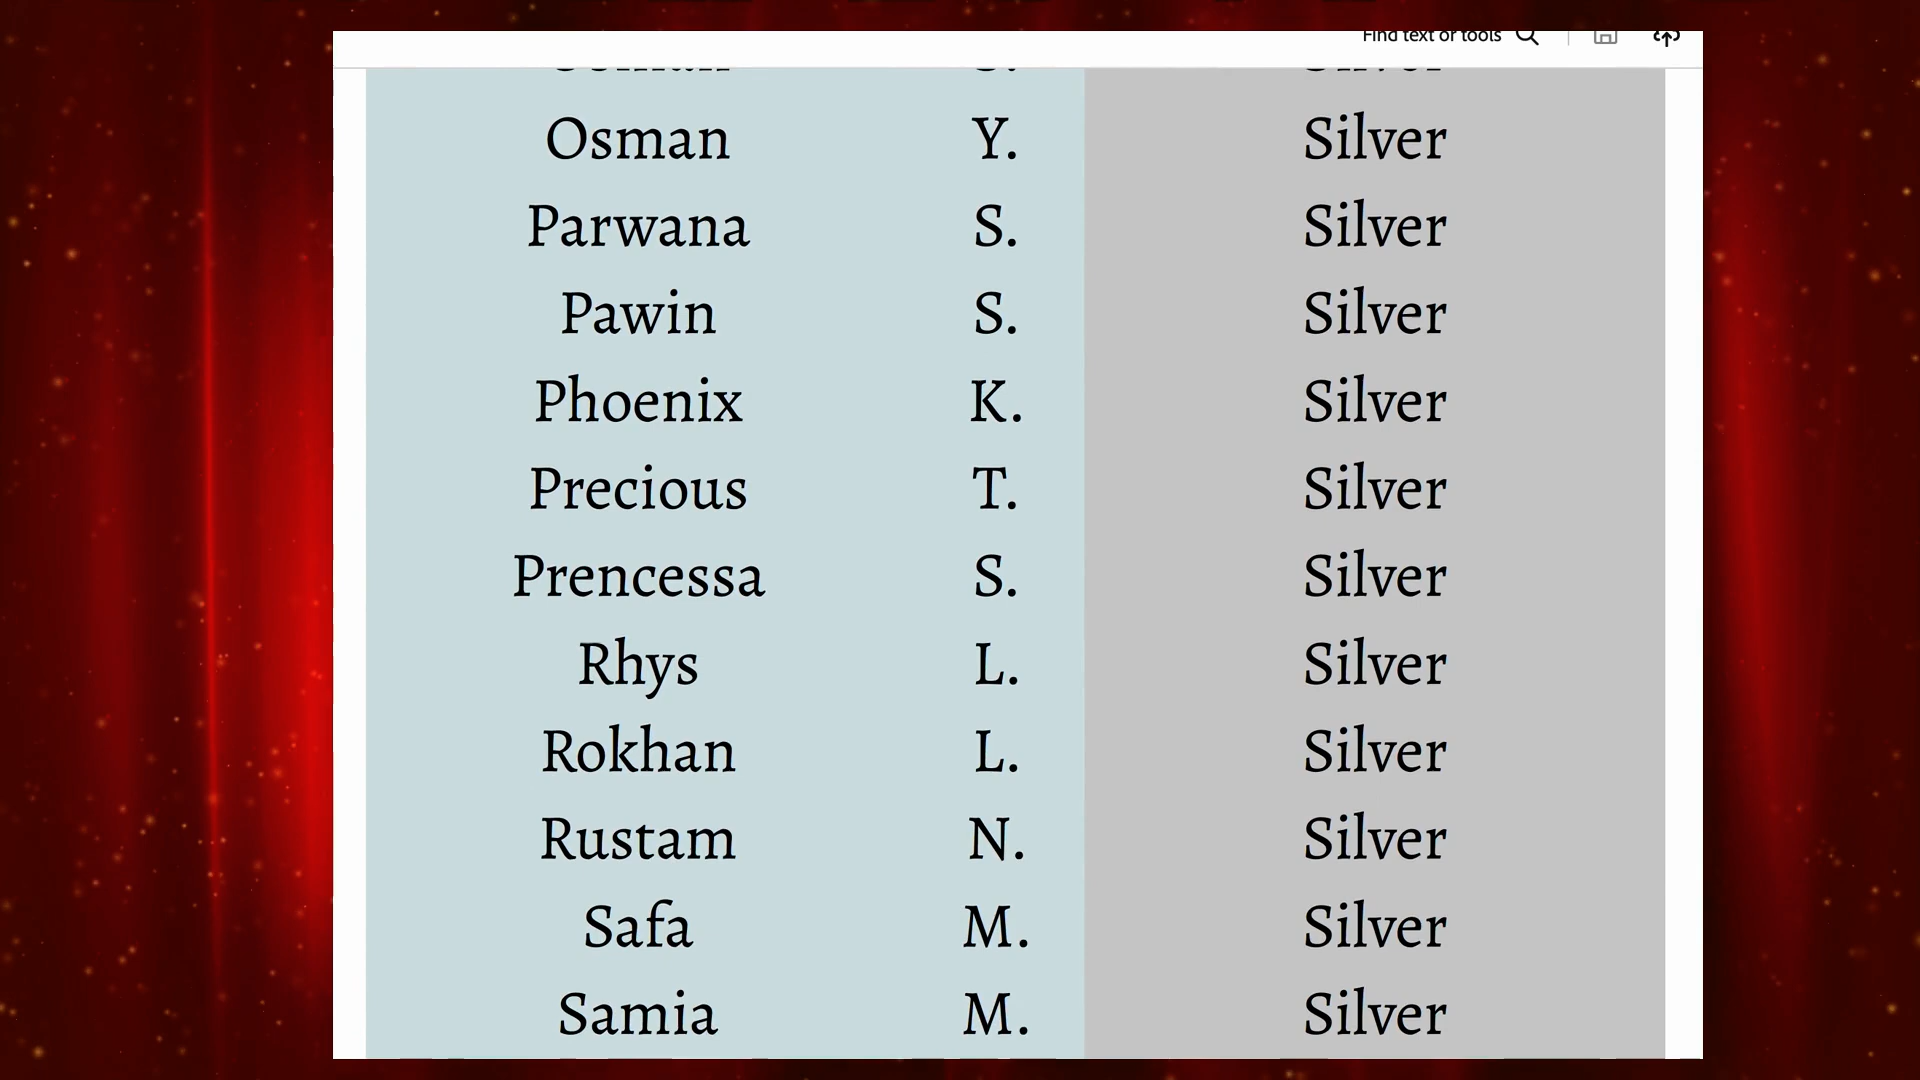 Find text or tools
Osman Y. Silver
Parwana S. Silver
Pawin S. Silver
Phoenix K. Silver
Precious T. Silver
Prencessa S. Silver
Rhys L. Silver
Rokhan L. Silver
Rustam N. Silver
Safa M. Silver
Samia M. Silver